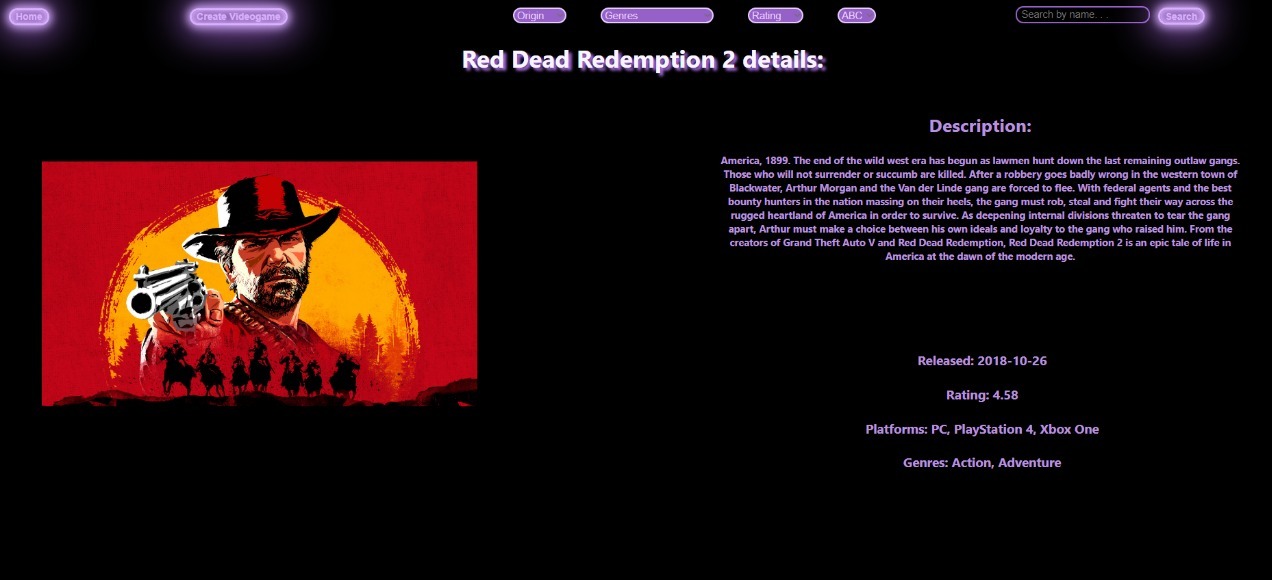 Home
Create Videogame
Origin
Genres
Rating
ABC
Search by name. . .
Search
Red Dead Redemption 2 details:
Description:
America, 1899. The end of the wild west era has begun as lawmen hunt down the last remaining outlaw gangs.
Those who will not surrender or succumb are killed. After a robbery goes badly wrong in the western town of
Blackwater, Arthur Morgan and the Van der Linde gang are forced to flee. With federal agents and the best
bounty hunters in the nation massing on their heels, the gang must rob, steal and fight their way across the
rugged heartland of America in order to survive. As deepening internal divisions threaten to tear the gang
apart, Arthur must make a choice between his own ideals and loyalty to the gang who raised him. From the
creators of Grand Theft Auto V and Red Dead Redemption, Red Dead Redemption 2 is an epic tale of life in
America at the dawn of the modern age.
Released: 2018-10-26
Rating: 4.58
Platforms: PC, PlayStation 4, Xbox One
Genres: Action, Adventure